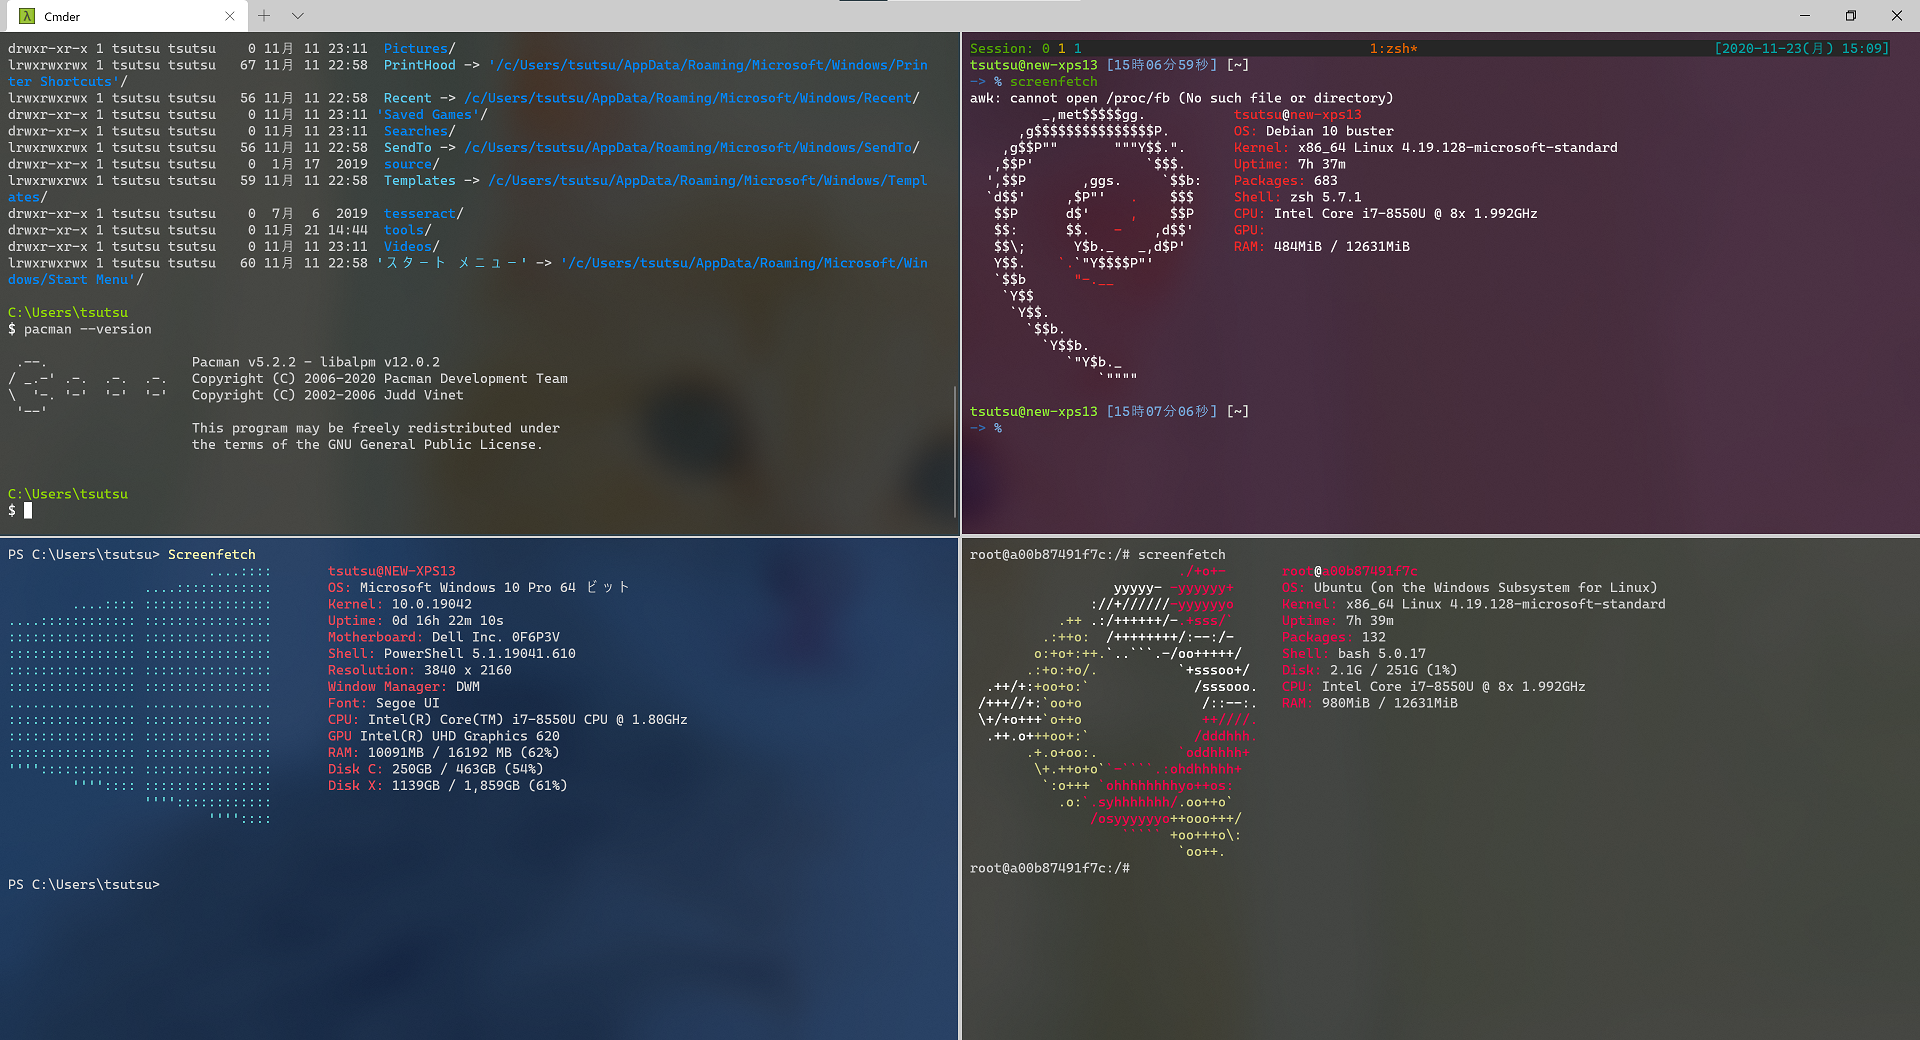 Cmder
drwxr-xr-x 1 tsutsu tsutsu    0 11月 11 23:11  Pictures/
lrwxrwxrwx 1 tsutsu tsutsu   67 11月 11 22:58  PrintHood -> '/c/Users/tsutsu/AppData/Roaming/Microsoft/Windows/Prin
ter Shortcuts'/
lrwxrwxrwx 1 tsutsu tsutsu   56 11月 11 22:58  Recent -> /c/Users/tsutsu/AppData/Roaming/Microsoft/Windows/Recent/
drwxr-xr-x 1 tsutsu tsutsu    0 11月 11 23:11 'Saved Games'/
drwxr-xr-x 1 tsutsu tsutsu    0 11月 11 23:11  Searches/
lrwxrwxrwx 1 tsutsu tsutsu   56 11月 11 22:58  SendTo -> /c/Users/tsutsu/AppData/Roaming/Microsoft/Windows/SendTo/
drwxr-xr-x 1 tsutsu tsutsu    0  1月 17  2019  source/
lrwxrwxrwx 1 tsutsu tsutsu   59 11月 11 22:58  Templates -> /c/Users/tsutsu/AppData/Roaming/Microsoft/Windows/Templ
ates/
drwxr-xr-x 1 tsutsu tsutsu    0  7月  6  2019  tesseract/
drwxr-xr-x 1 tsutsu tsutsu    0 11月 21 14:44  tools/
drwxr-xr-x 1 tsutsu tsutsu    0 11月 11 23:11  Videos/
lrwxrwxrwx 1 tsutsu tsutsu   60 11月 11 22:58 'スタート メニュー' -> '/c/Users/tsutsu/AppData/Roaming/Microsoft/Win
dows/Start Menu'/
C:\Users\tsutsu
$ pacman --version
Pacman v5.2.2 - libalpm v12.0.2
Copyright (C) 2006-2020 Pacman Development Team
Copyright (C) 2002-2006 Judd Vinet
This program may be freely redistributed under
the terms of the GNU General Public License.
C:\Users\tsutsu
$
Session: 0 1 1 1:zsh* [2020-11-23(月) 15:09]
tsutsu@new-xps13 [15時06分59秒] [~]
-> % screenfetch
awk: cannot open /proc/fb (No such file or directory)
tsutsu@new-xps13
OS: Debian 10 buster
Kernel: x86_64 Linux 4.19.128-microsoft-standard
Uptime: 7h 37m
Packages: 683
Shell: zsh 5.7.1
CPU: Intel Core i7-8550U @ 8x 1.992GHz
GPU:
RAM: 484MiB / 12631MiB
tsutsu@new-xps13 [15時07分06秒] [~]
-> %
PS C:\Users\tsutsu> Screenfetch
tsutsu@NEW-XPS13
OS: Microsoft Windows 10 Pro 64 ビット
Kernel: 10.0.19042
Uptime: 0d 16h 22m 10s
Motherboard: Dell Inc. 0F6P3V
Shell: PowerShell 5.1.19041.610
Resolution: 3840 x 2160
Window Manager: DWM
Font: Segoe UI
CPU: Intel(R) Core(TM) i7-8550U CPU @ 1.80GHz
GPU Intel(R) UHD Graphics 620
RAM: 10091MB / 16192 MB (62%)
Disk C: 250GB / 463GB (54%)
Disk X: 1139GB / 1,859GB (61%)
PS C:\Users\tsutsu>
root@a00b87491f7c:/# screenfetch
root@a00b87491f7c
OS: Ubuntu (on the Windows Subsystem for Linux)
Kernel: x86_64 Linux 4.19.128-microsoft-standard
Uptime: 7h 39m
Packages: 132
Shell: bash 5.0.17
Disk: 2.1G / 251G (1%)
CPU: Intel Core i7-8550U @ 8x 1.992GHz
RAM: 980MiB / 12631MiB
root@a00b87491f7c:/#